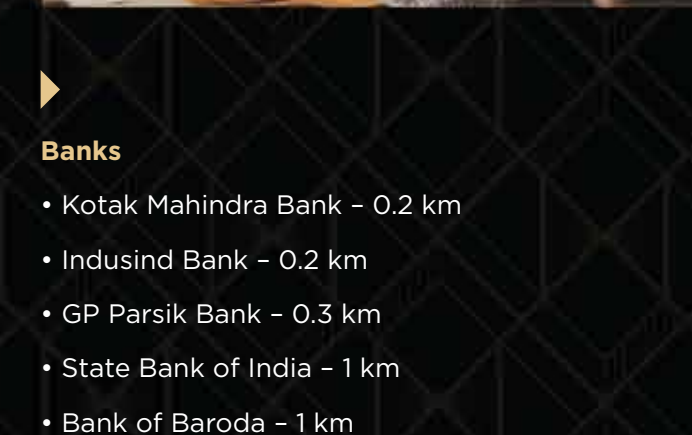 Banks
• Kotak Mahindra Bank – 0.2 km
• Indusind Bank – 0.2 km
• GP Parsik Bank – 0.3 km
• State Bank of India – 1 km
• Bank of Baroda – 1 km